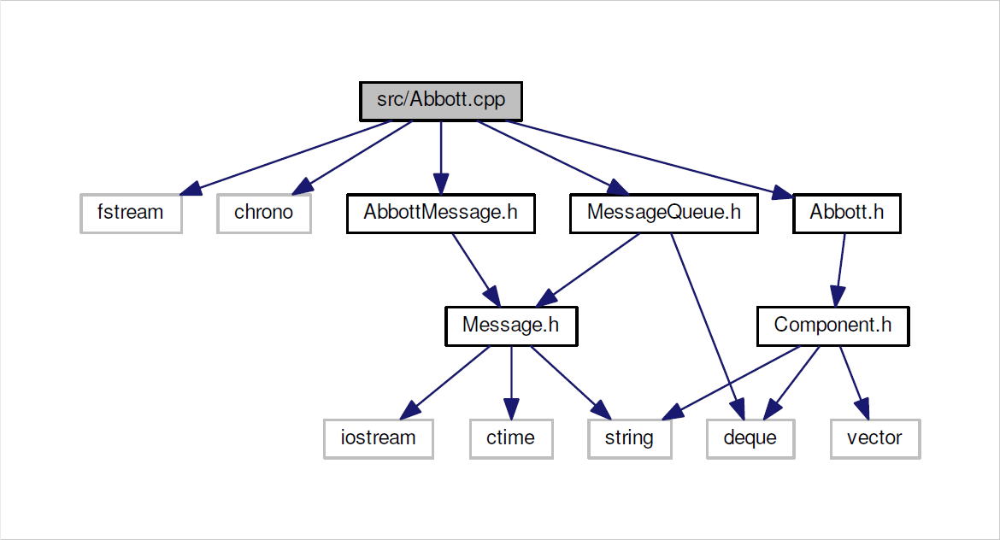 src/Abbott.cpp
fstream
chrono
AbbottMessage.h
MessageQueue.h
Abbott.h
Message.h
Component.h
iostream
ctime
string
deque
vector